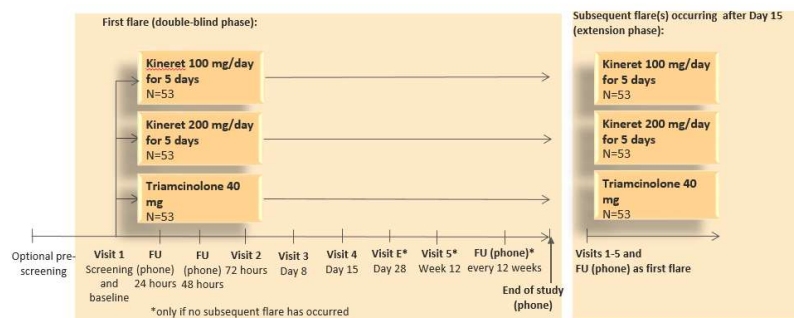 First flare (double-blind phase):
Kineret 100 mg/day
for 5 days
N=53
Kineret 200 mg/day
for 5 days
N=53
Triamcinolone 40
mg
N=53
Optional pre-
screening
Visit 1
Screening
and
baseline
FU
(phone)
24 hours
FU
(phone)
48 hours
Visit 2
72 hours
Visit 3
Day 8
Visit 4
Day 15
Visit E*
Day 28
Visit 5*
Week 12
FU (phone)*
every 12 weeks
End of study
(phone)
*only if no subsequent flare has occurred
Subsequent flare(s) occurring after Day 15
(extension phase):
Kineret 100 mg/day
for 5 days
N=53
Kineret 200 mg/day
for 5 days
N=53
Triamcinolone 40
mg
N=53
Visits 1-5 and
FU (phone) as first flare